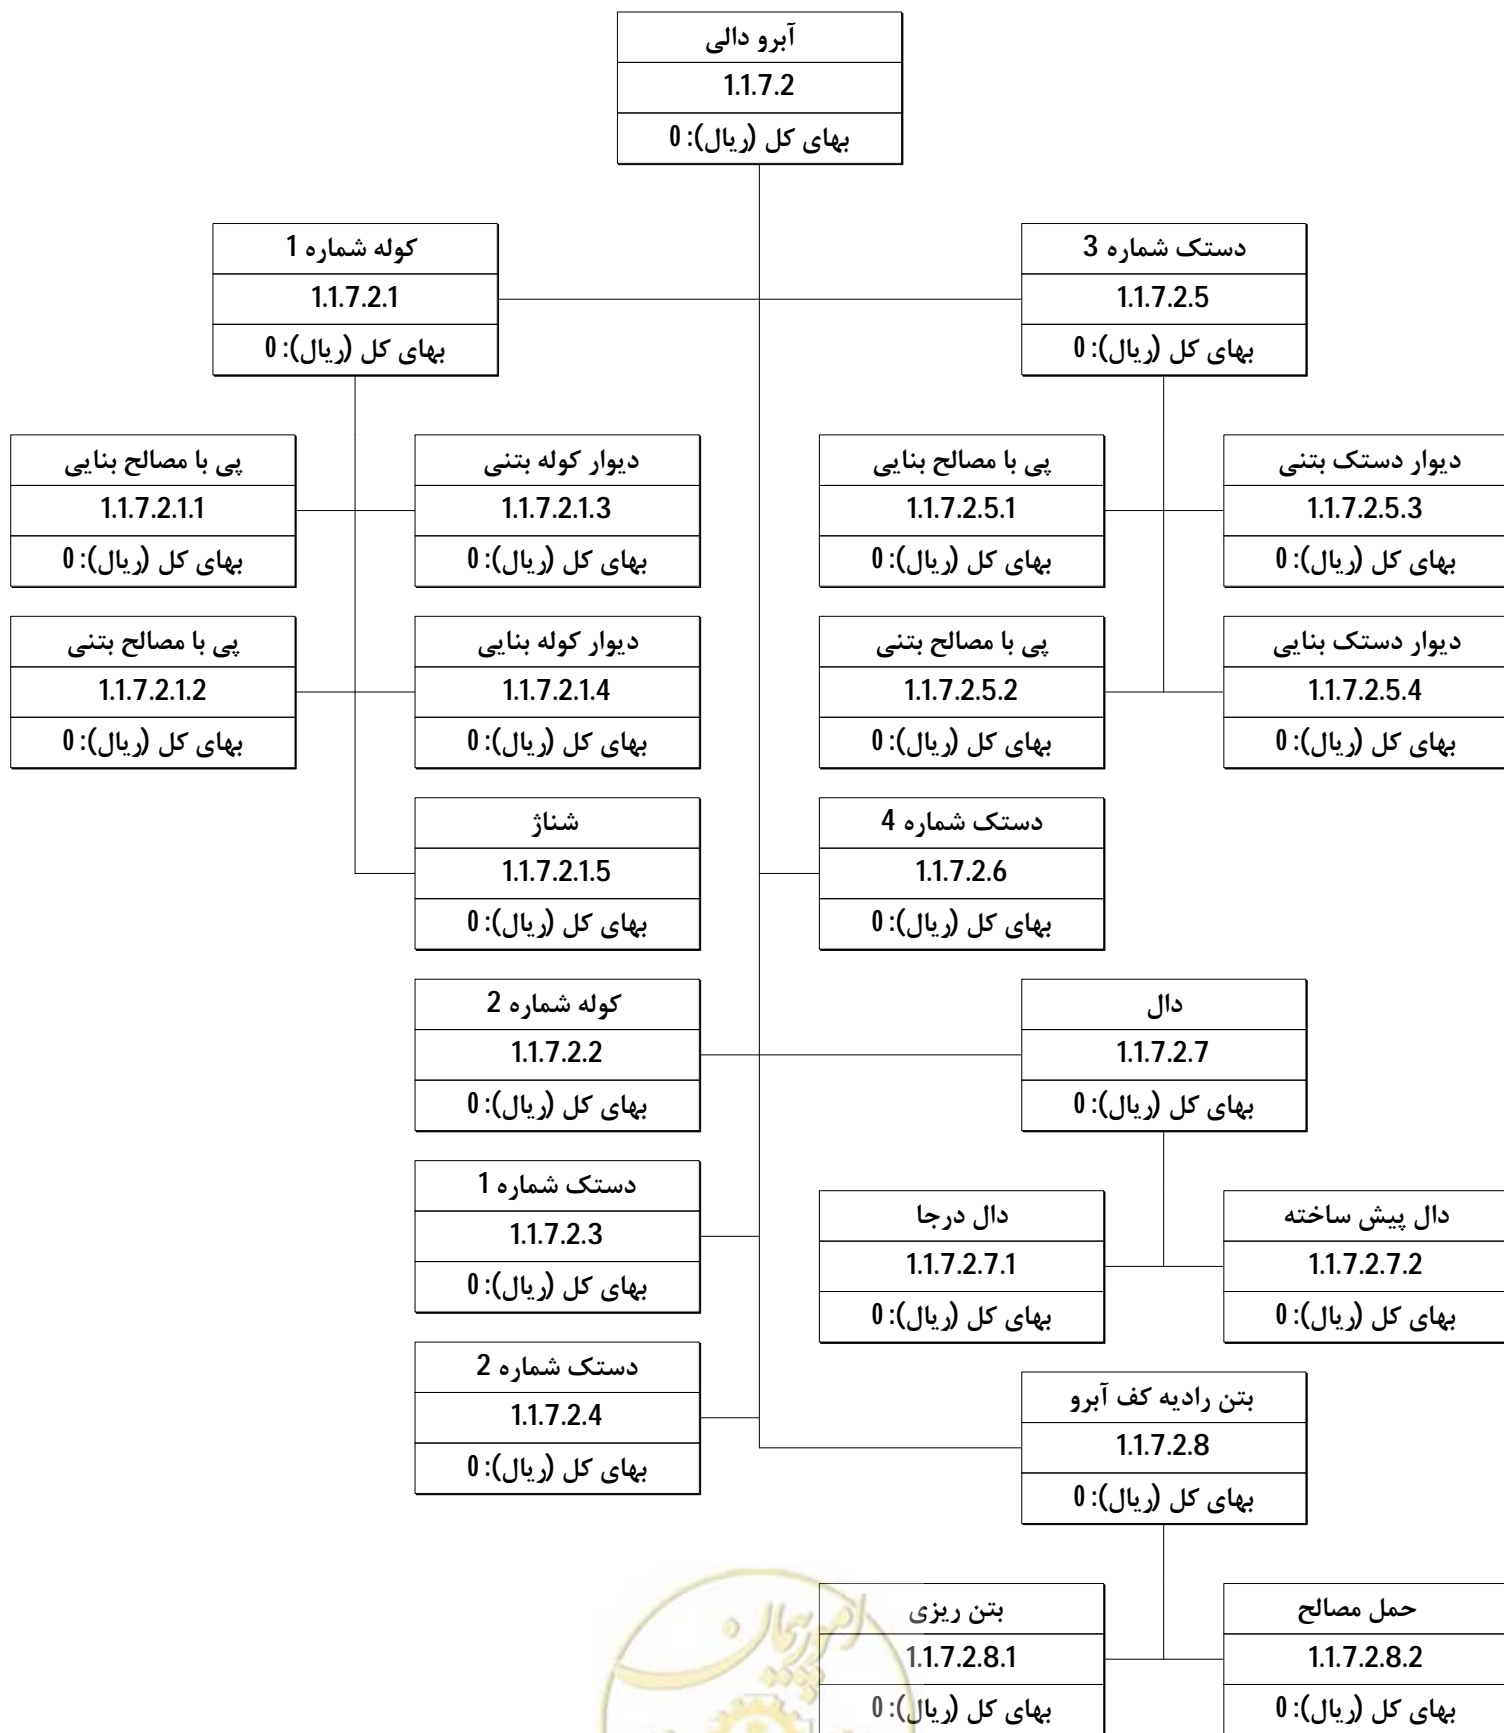 آبرو دالی
1.1.7.2
بهای کل (ریال): 0
کوله شماره 1
1.1.7.2.1
بهای کل (ریال): 0
دستک شماره 3
1.1.7.2.5
بهای کل (ریال): 0
پی با مصالح بنایی
1.1.7.2.1.1
بهای کل (ریال): 0
دیوار کوله بتنی
1.1.7.2.1.3
بهای کل (ریال): 0
پی با مصالح بنایی
1.1.7.2.5.1
بهای کل (ریال): 0
دیوار دستک بتنی
1.1.7.2.5.3
بهای کل (ریال): 0
پی با مصالح بتنی
1.1.7.2.1.2
بهای کل (ریال): 0
دیوار کوله بنایی
1.1.7.2.1.4
بهای کل (ریال): 0
پی با مصالح بتنی
1.1.7.2.5.2
بهای کل (ریال): 0
دیوار دستک بنایی
1.1.7.2.5.4
بهای کل (ریال): 0
شناژ
1.1.7.2.1.5
بهای کل (ریال): 0
دستک شماره 4
1.1.7.2.6
بهای کل (ریال): 0
کوله شماره 2
1.1.7.2.2
بهای کل (ریال): 0
دال
1.1.7.2.7
بهای کل (ریال): 0
دستک شماره 1
1.1.7.2.3
بهای کل (ریال): 0
دال درجا
1.1.7.2.7.1
بهای کل (ریال): 0
دال پیش ساخته
1.1.7.2.7.2
بهای کل (ریال): 0
دستک شماره 2
1.1.7.2.4
بهای کل (ریال): 0
بتن رادیه کف آبرو
1.1.7.2.8
بهای کل (ریال): 0
بتن ریزی
1.1.7.2.8.1
بهای کل (ریال): 0
حمل مصالح
1.1.7.2.8.2
بهای کل (ریال): 0
امور پیمان